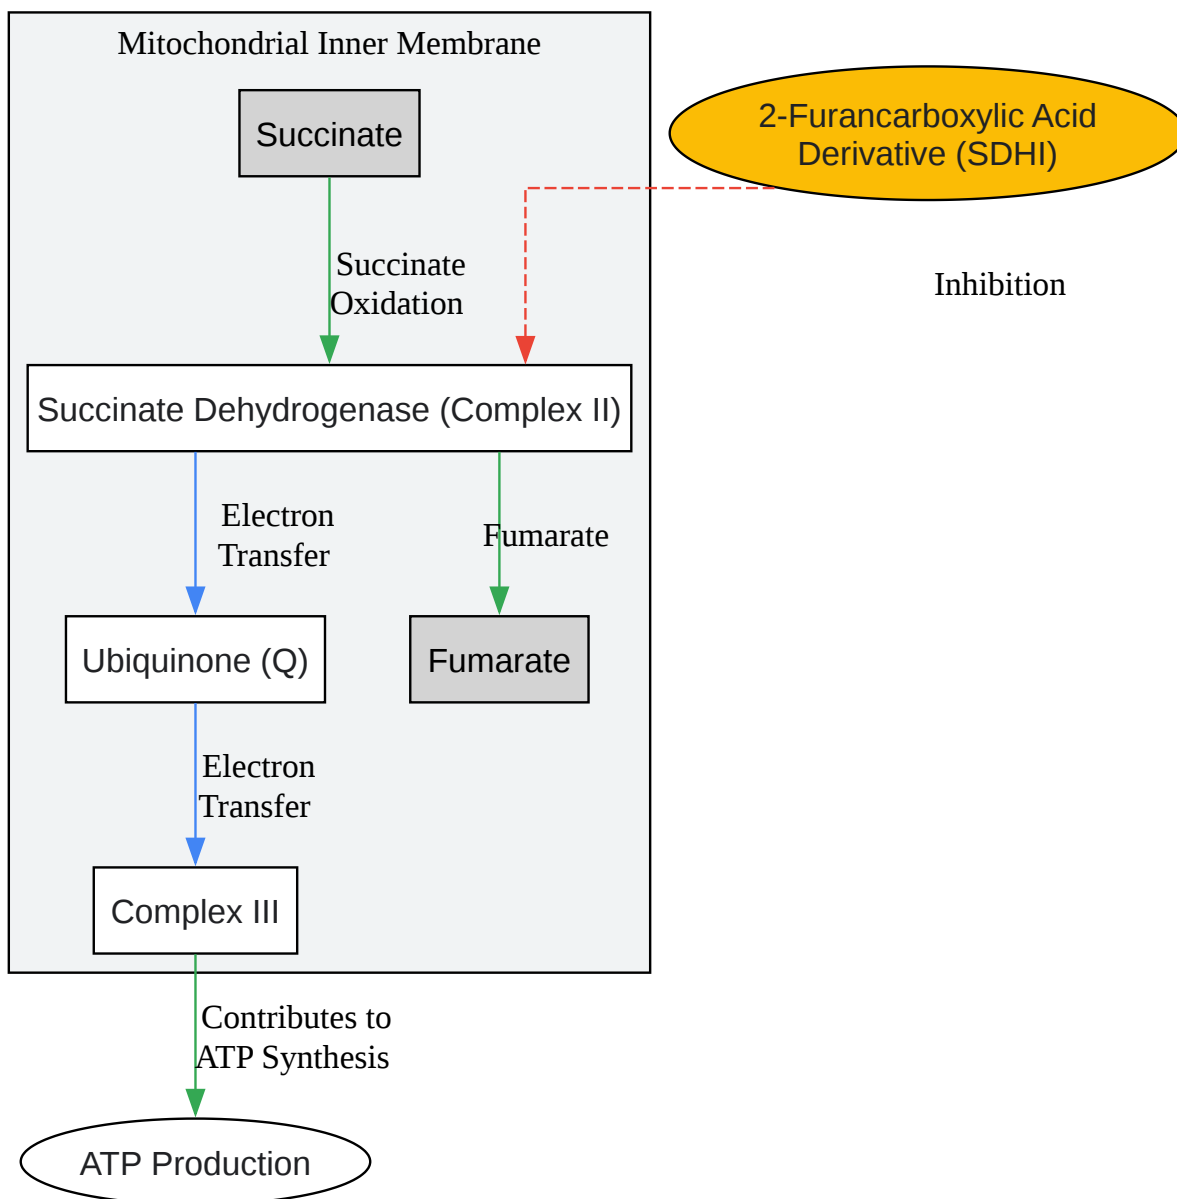 Mitochondrial Inner Membrane
Succinate
2-Furancarboxylic Acid
Derivative (SDHI)
Succinate
Oxidation
Inhibition
Succinate Dehydrogenase (Complex II)
Electron
Transfer
Fumarate
Ubiquinone (Q)
Fumarate
Electron
Transfer
Complex III
Contributes to
ATP Synthesis
ATP Production